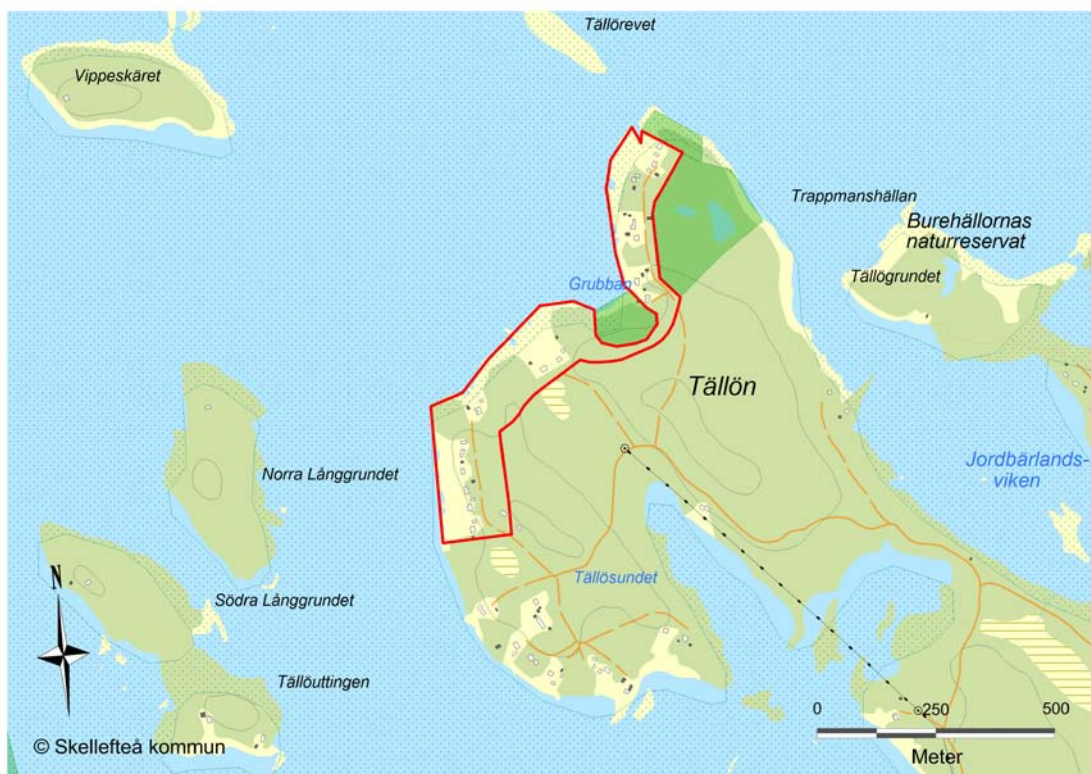 Tällörevet
Vippeskäret
Trappmanshällan
Burehällornas
naturreservat
Tällögrundet
Grubban
Tällön
Jordbärlands-
viken
Norra Långgrundet
Tällösundet
N
Södra Långgrundet
Tällöuttingen
0 250 500
Meter
© Skellefteå kommun